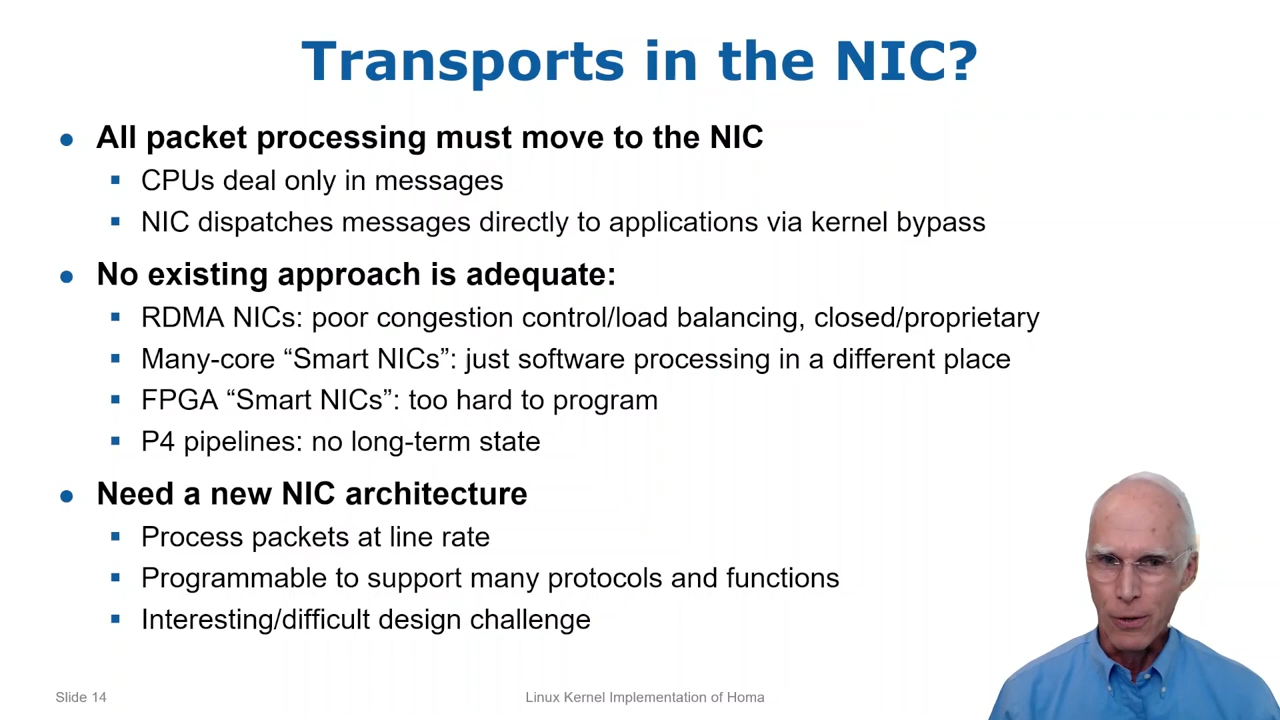 Transports in the NIC?
● All packet processing must move to the NIC
▪ CPUs deal only in messages
▪ NIC dispatches messages directly to applications via kernel bypass
● No existing approach is adequate:
▪ RDMA NICs: poor congestion control/load balancing, closed/proprietary
▪ Many-core “Smart NICs”: just software processing in a different place
▪ FPGA “Smart NICs”: too hard to program
▪ P4 pipelines: no long-term state
● Need a new NIC architecture
▪ Process packets at line rate
▪ Programmable to support many protocols and functions
▪ Interesting/difficult design challenge
Slide 14
Linux Kernel Implementation of Homa